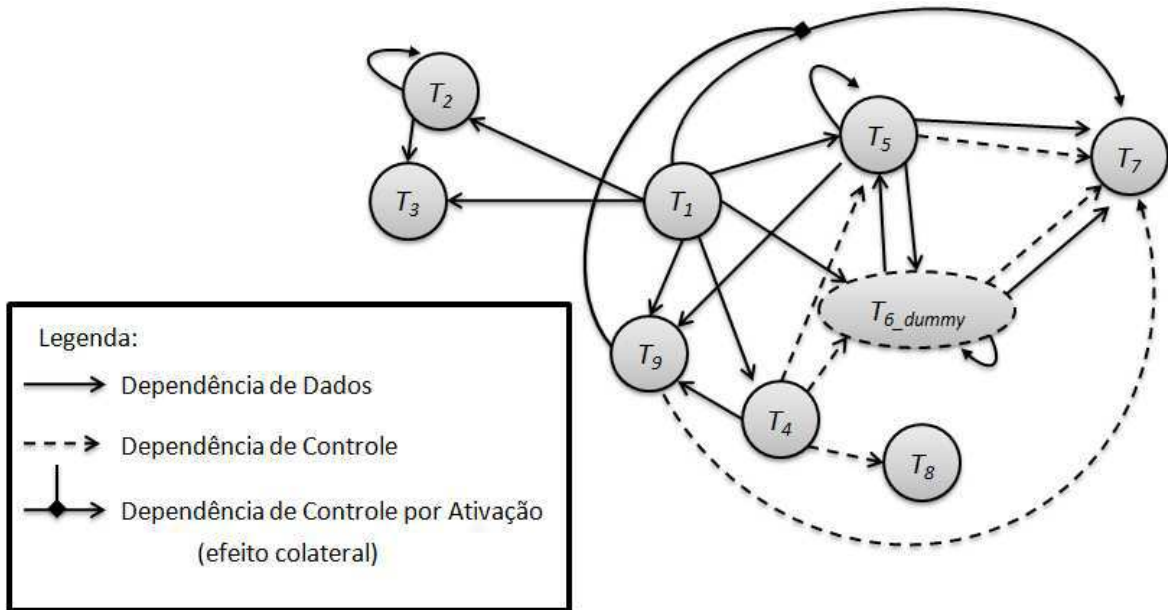 T2
T5
T7
T3
T1
T6_dummy
T9
T4
T8
Legenda:
Dependência de Dados
Dependência de Controle
Dependência de Controle por Ativação
(efeito colateral)